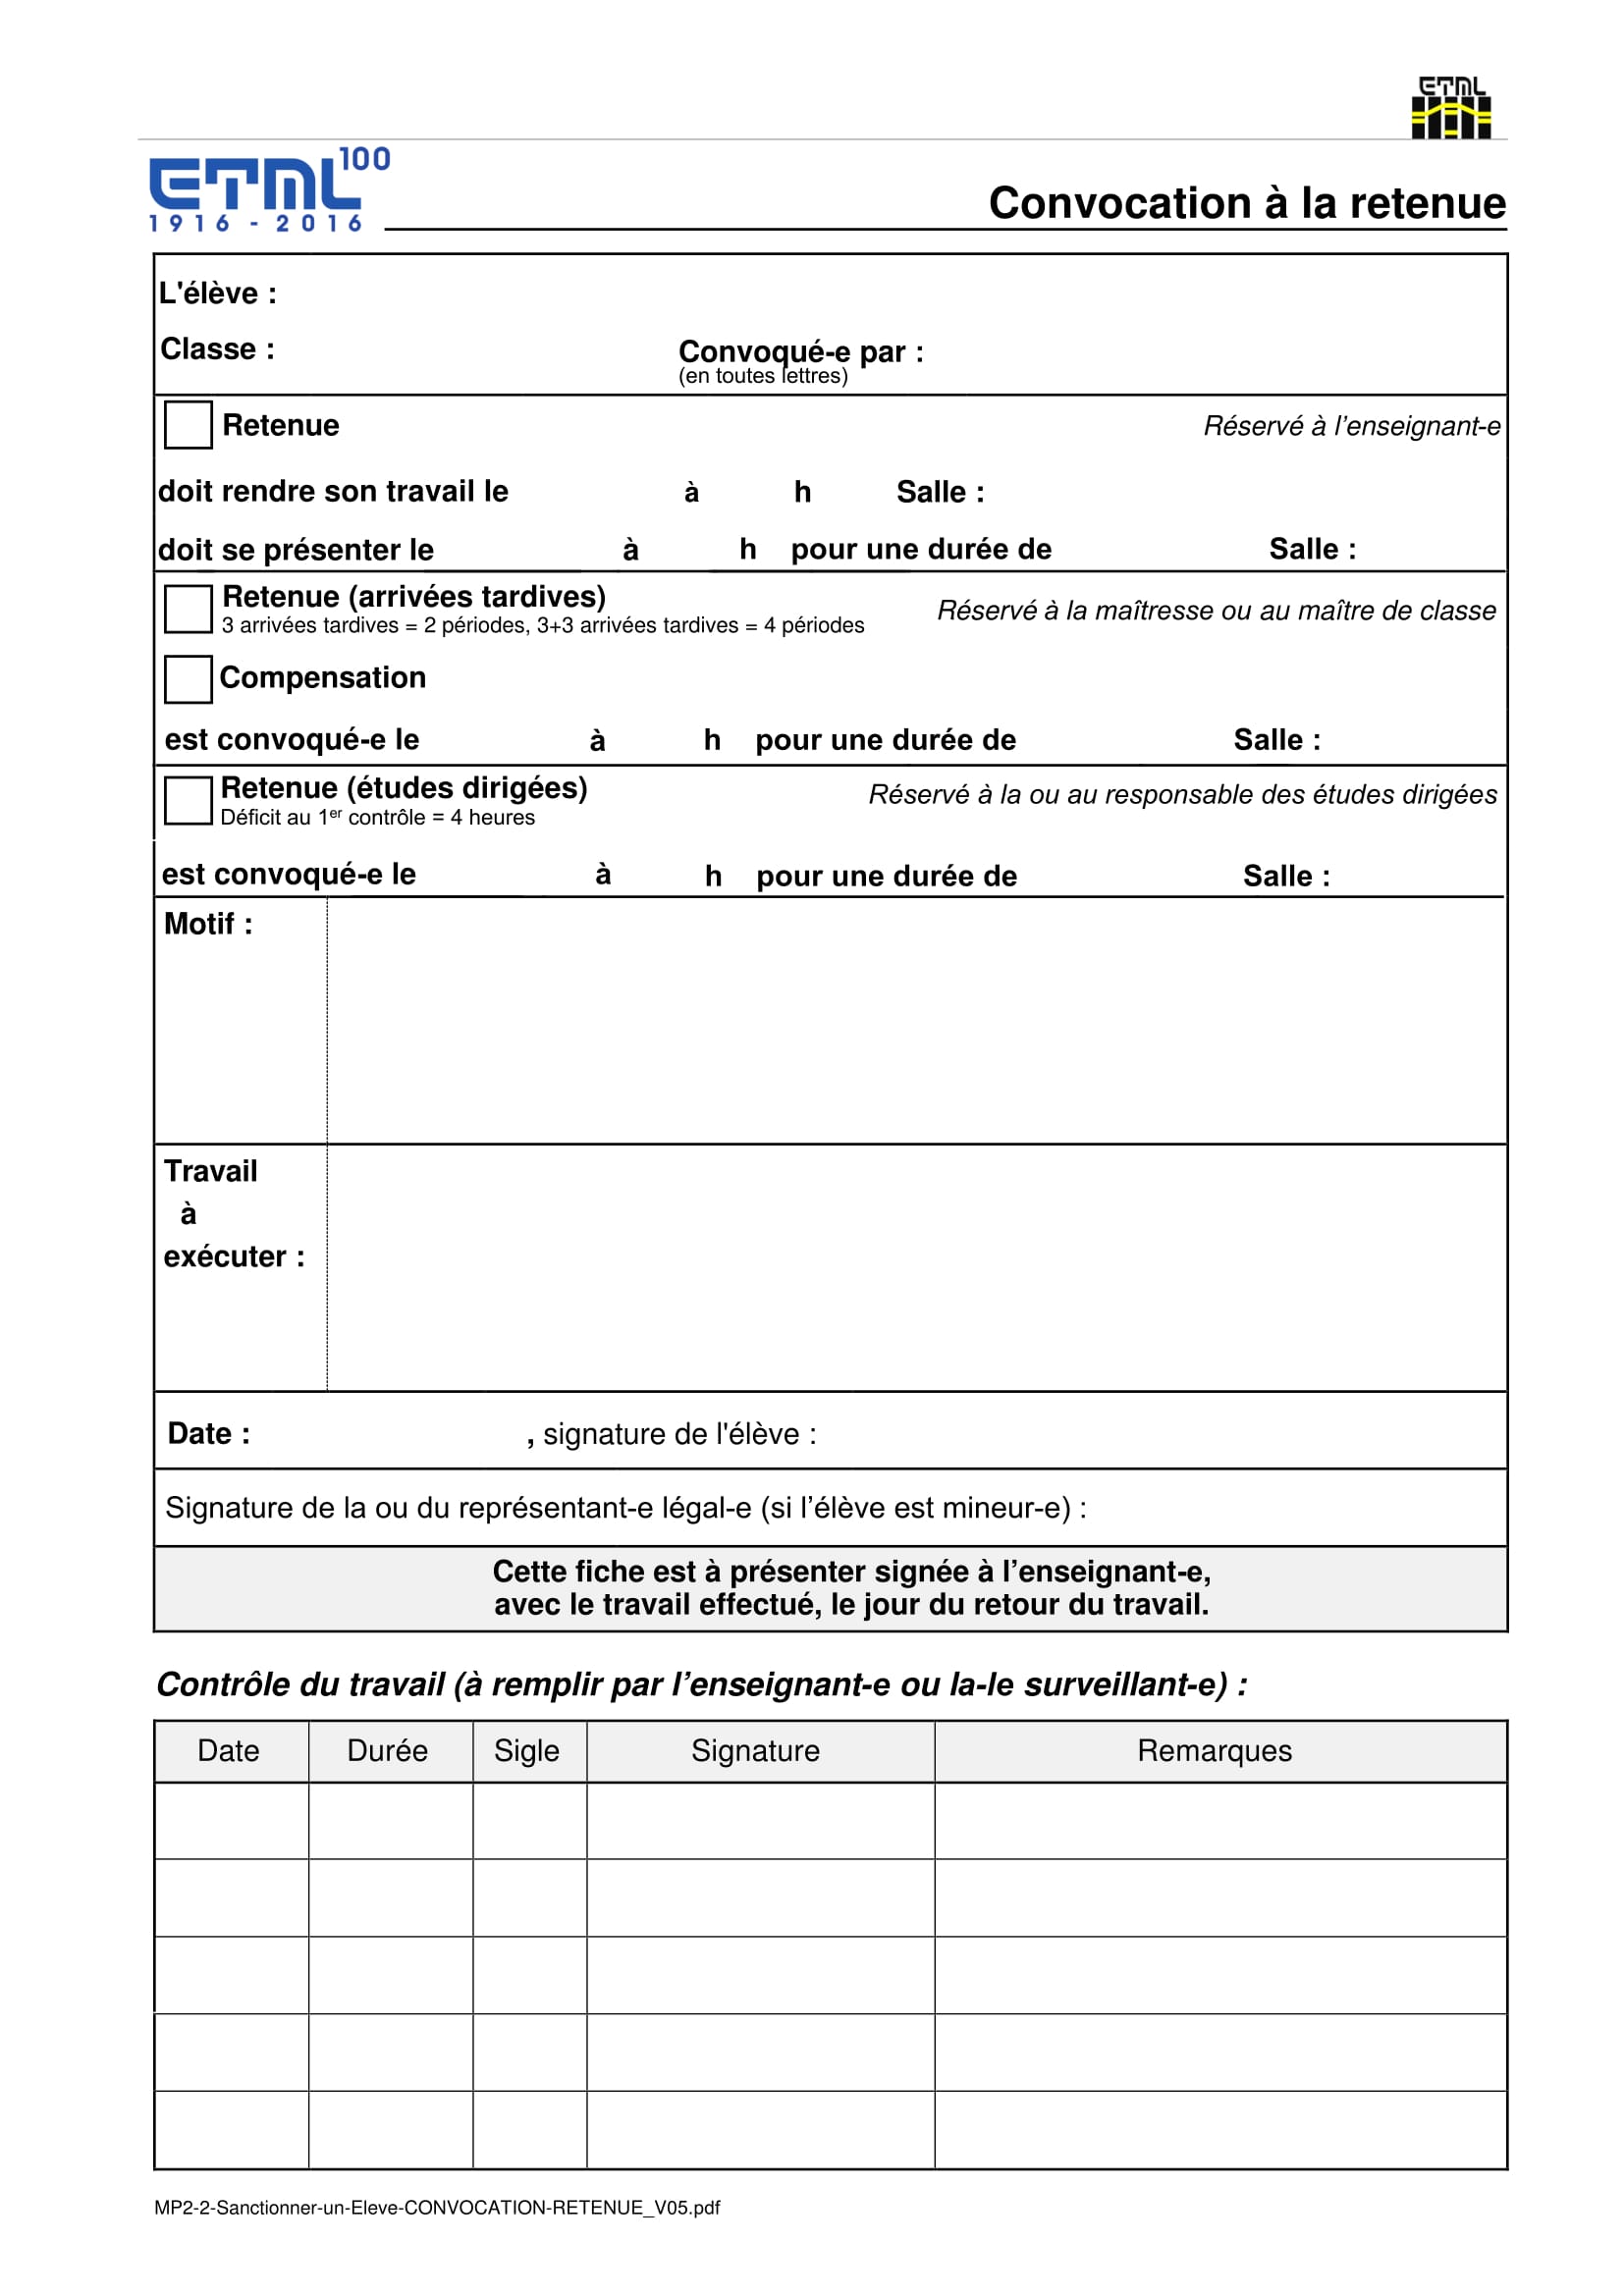 ETML
ETML 100
1916 - 2016
Convocation à la retenue
L'élève :
Classe :
Convoqué-e par :
(en toutes lettres)
Retenue
Réservé à l’enseignant-e
doit rendre son travail le à h Salle :
doit se présenter le à h pour une durée de Salle :
Retenue (arrivées tardives)
3 arrivées tardives = 2 périodes, 3+3 arrivées tardives = 4 périodes
Réservé à la maîtresse ou au maître de classe
Compensation
est convoqué-e le à h pour une durée de Salle :
Retenue (études dirigées)
Déficit au 1er contrôle = 4 heures
Réservé à la ou au responsable des études dirigées
est convoqué-e le à h pour une durée de Salle :
Motif :
Travail
à
exécuter :
Date : , signature de l'élève :
Signature de la ou du représentant-e légal-e (si l’élève est mineur-e) :
Cette fiche est à présenter signée à l’enseignant-e,
avec le travail effectué, le jour du retour du travail.
Contrôle du travail (à remplir par l’enseignant-e ou la-le surveillant-e) :
Date Durée Sigle Signature Remarques
MP2-2-Sanctionner-un-Eleve-CONVOCATION-RETENUE_V05.pdf